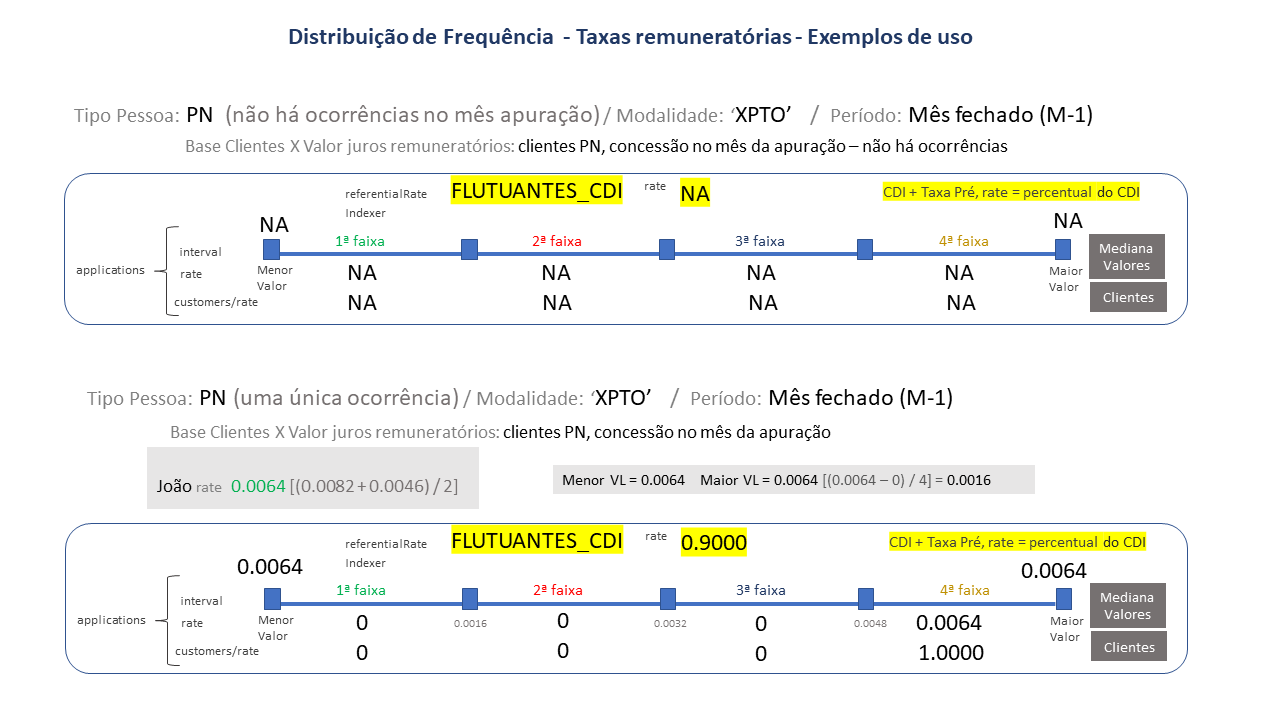 Distribuição de Frequência - Taxas remuneratórias - Exemplos de uso
Tipo Pessoa: PN (não há ocorrências no mês apuração) / Modalidade: ‘XPTO’ / Período: Mês fechado (M-1)
Base Clientes X Valor juros remuneratórios: clientes PN, concessão no mês da apuração – não há ocorrências
referentialRate FLUTUANTES_CDI rate NA CDI + Taxa Pré, rate = percentual do CDI
Indexer
NA NA
1ª faixa 2ª faixa 3ª faixa 4ª faixa
interval
Mediana Valores
applications rate Menor Valor NA NA NA NA Maior Valor
customers/rate NA NA NA NA Clientes
Tipo Pessoa: PN (uma única ocorrência) / Modalidade: ‘XPTO’ / Período: Mês fechado (M-1)
Base Clientes X Valor juros remuneratórios: clientes PN, concessão no mês da apuração
João rate 0.0064 [(0.0082 + 0.0046) / 2]
Menor VL = 0.0064 Maior VL = 0.0064 [(0.0064 – 0) / 4] = 0.0016
referentialRate FLUTUANTES_CDI rate 0.9000 CDI + Taxa Pré, rate = percentual do CDI
Indexer
0.0064 0.0064
1ª faixa 2ª faixa 3ª faixa 4ª faixa
interval
Mediana Valores
applications rate Menor Valor 0 0.0016 0 0.0032 0 0.0048 0.0064 Maior Valor
customers/rate 0 0 0 1.0000 Clientes